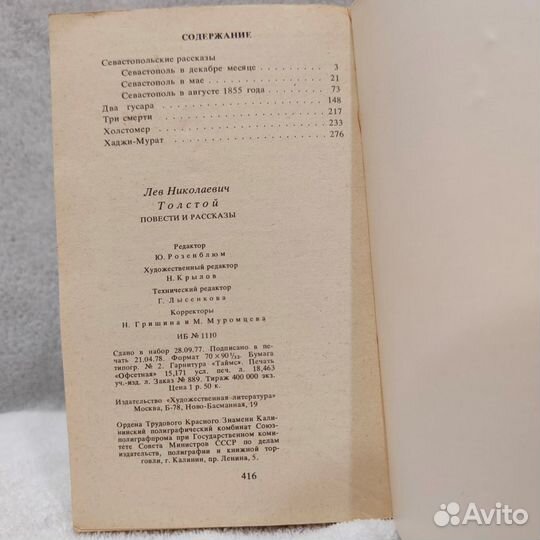 СОДЕРЖАНИЕ
Севастопольские рассказы
Севастополь в декабре месяце . . . . . . . . 3
Севастополь в мае . . . . . . . . . . . . . . 21
Севастополь в августе 1855 года . . . . . . . 73
Два гусара . . . . . . . . . . . . . . . . . 148
Три смерти . . . . . . . . . . . . . . . . . 217
Холстомер . . . . . . . . . . . . . . . . . 233
Хаджи-Мурат . . . . . . . . . . . . . . . . 276
Лев Николаевич
Толстой
ПОВЕСТИ И РАССКАЗЫ
Редактор
Ю. Розенблюм
Художественный редактор
Н. Крылов
Технический редактор
Г. Лысенкова
Корректоры
Н. Гришина и М. Муромцева
ИБ № 1110
Сдано в набор 28.09.77. Подписано в пе-
чать 21.04.78. Формат 70×90 1/32. Бумага
типогр. № 2. Гарнитура «Таймс». Печать
«Офсетная» 15,171 усл. печ. л. 18,463
уч.-изд. л. Заказ № 889. Тираж 400 000 экз.
Цена 1 р. 50 к.
Издательство «Художественная литература»
Москва, Б-78, Ново-Басманная, 19
Ордена Трудового Красного Знамени Кали-
нинский полиграфический комбинат Союз-
полиграфпрома при Государственном коми-
тете Совета Министров СССР по делам
издательств, полиграфии и книжной тор-
говли, г. Калинин, пр. Ленина, 5.
416
Avito